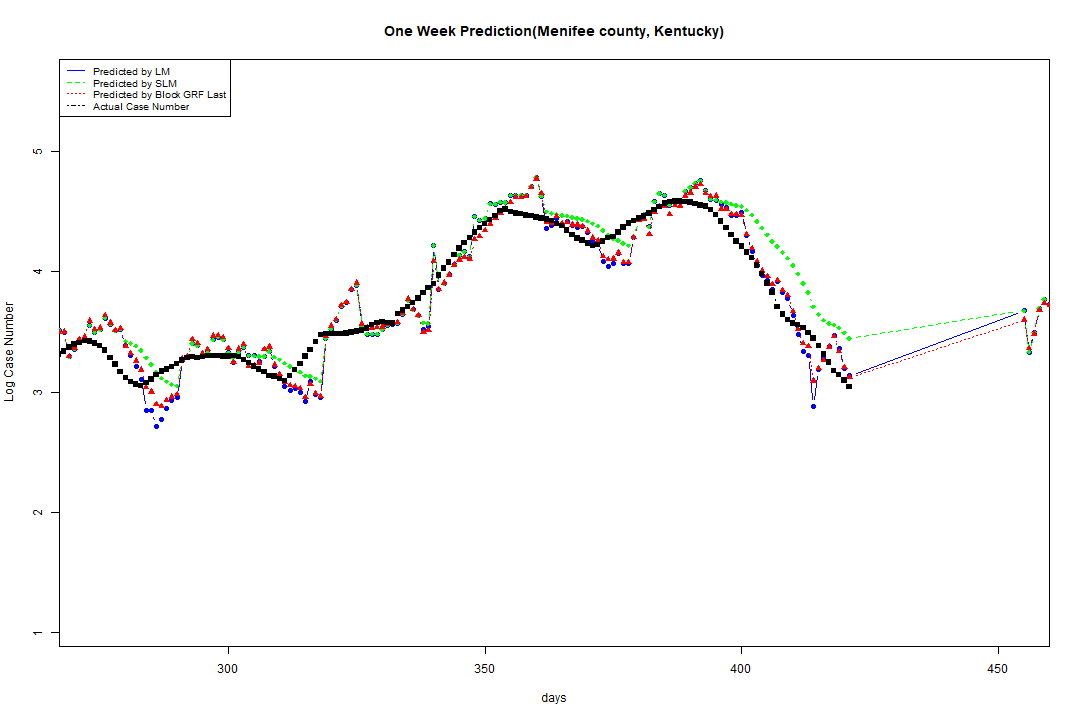 One Week Prediction(Menifee county, Kentucky)
Predicted by LM
Predicted by SLM
Predicted by Block GRF Last
Actual Case Number
5
4
3
2
1
Log Case Number
300
350
400
450
days